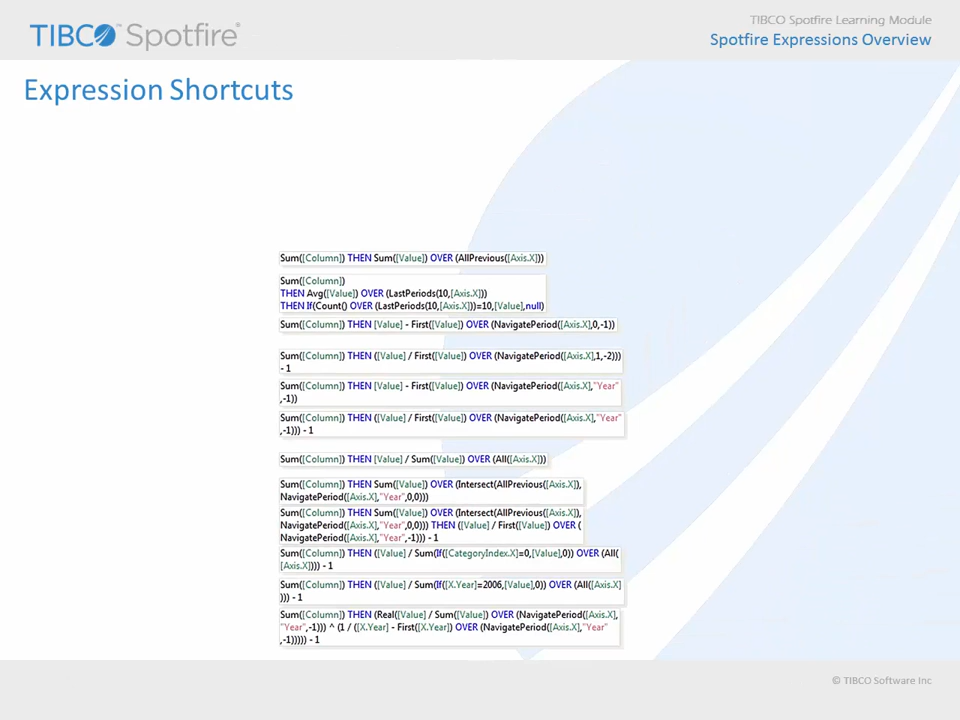 TIBCO™ Spotfire®
TIBCO Spotfire Learning Module
Spotfire Expressions Overview
Expression Shortcuts
Sum([Column]) THEN Sum([Value]) OVER (AllPrevious([Axis.X]))
Sum([Column])
THEN Avg([Value]) OVER (LastPeriods(10,[Axis.X]))
THEN If(Count() OVER (LastPeriods(10,[Axis.X]))=10,[Value],null)
Sum([Column]) THEN [Value] - First([Value]) OVER (NavigatePeriod([Axis.X],0,-1))
Sum([Column]) THEN ([Value] / First([Value]) OVER (NavigatePeriod([Axis.X],1,-2)))
- 1
Sum([Column]) THEN [Value] - First([Value]) OVER (NavigatePeriod([Axis.X],"Year"
,-1))
Sum([Column]) THEN ([Value] / First([Value]) OVER (NavigatePeriod([Axis.X],"Year"
,-1))) - 1
Sum([Column]) THEN [Value] / Sum([Value]) OVER (All([Axis.X]))
Sum([Column]) THEN Sum([Value]) OVER (Intersect(AllPrevious([Axis.X]),
NavigatePeriod([Axis.X],"Year",0,0)))
Sum([Column]) THEN Sum([Value]) OVER (Intersect(AllPrevious([Axis.X]),
NavigatePeriod([Axis.X],"Year",0,0))) THEN ([Value] / First([Value]) OVER (
NavigatePeriod([Axis.X],"Year",-1))) - 1
Sum([Column]) THEN ([Value] / Sum(If([CategoryIndex.X]=0,[Value],0)) OVER (All(
[Axis.X]))) - 1
Sum([Column]) THEN ([Value] / Sum(If([X.Year]=2006,[Value],0)) OVER (All([Axis.X]
))) - 1
Sum([Column]) THEN (Real([Value] / Sum([Value]) OVER (NavigatePeriod([Axis.X],
"Year",-1))) ^ (1 / ([X.Year] - First([X.Year]) OVER (NavigatePeriod([Axis.X],"Year"
,-1))))) - 1
© TIBCO Software Inc